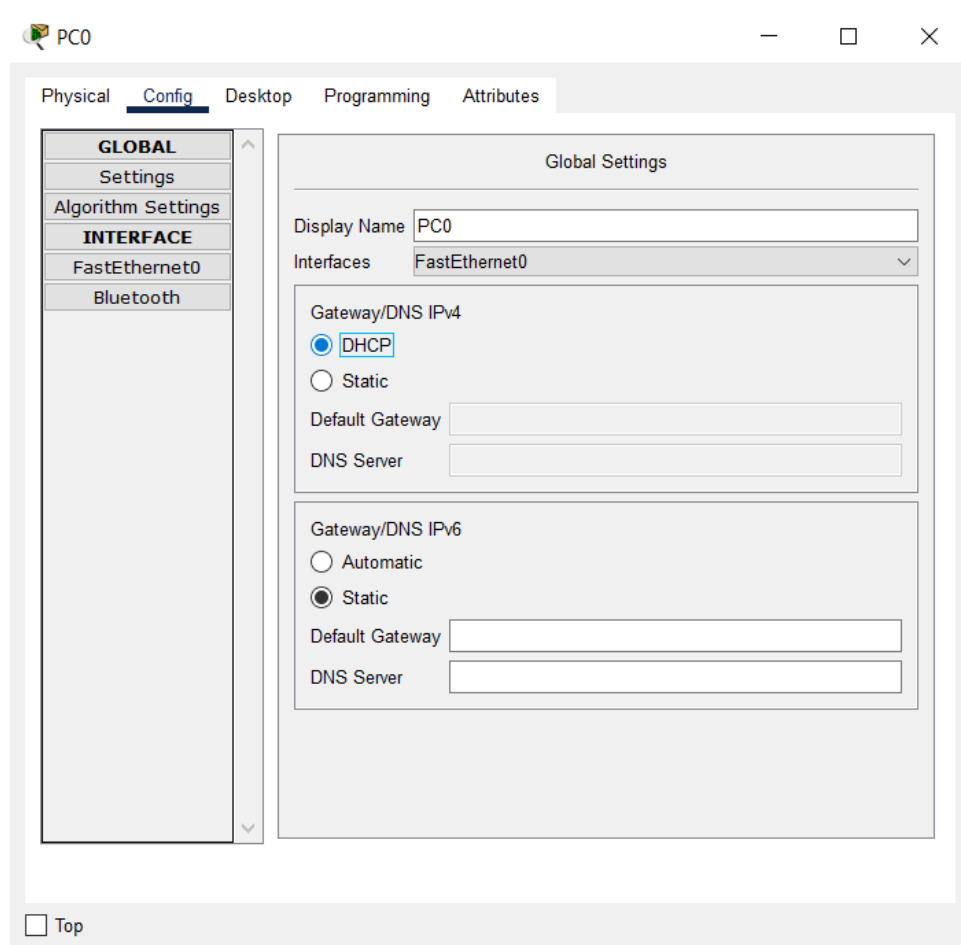 PC0
Physical Config Desktop Programming Attributes
GLOBAL
Settings
Algorithm Settings
INTERFACE
FastEthernet0
Bluetooth
Global Settings
Display Name PC0
Interfaces FastEthernet0
Gateway/DNS IPv4
DHCP
Static
Default Gateway
DNS Server
Gateway/DNS IPv6
Automatic
Static
Default Gateway
DNS Server
Top